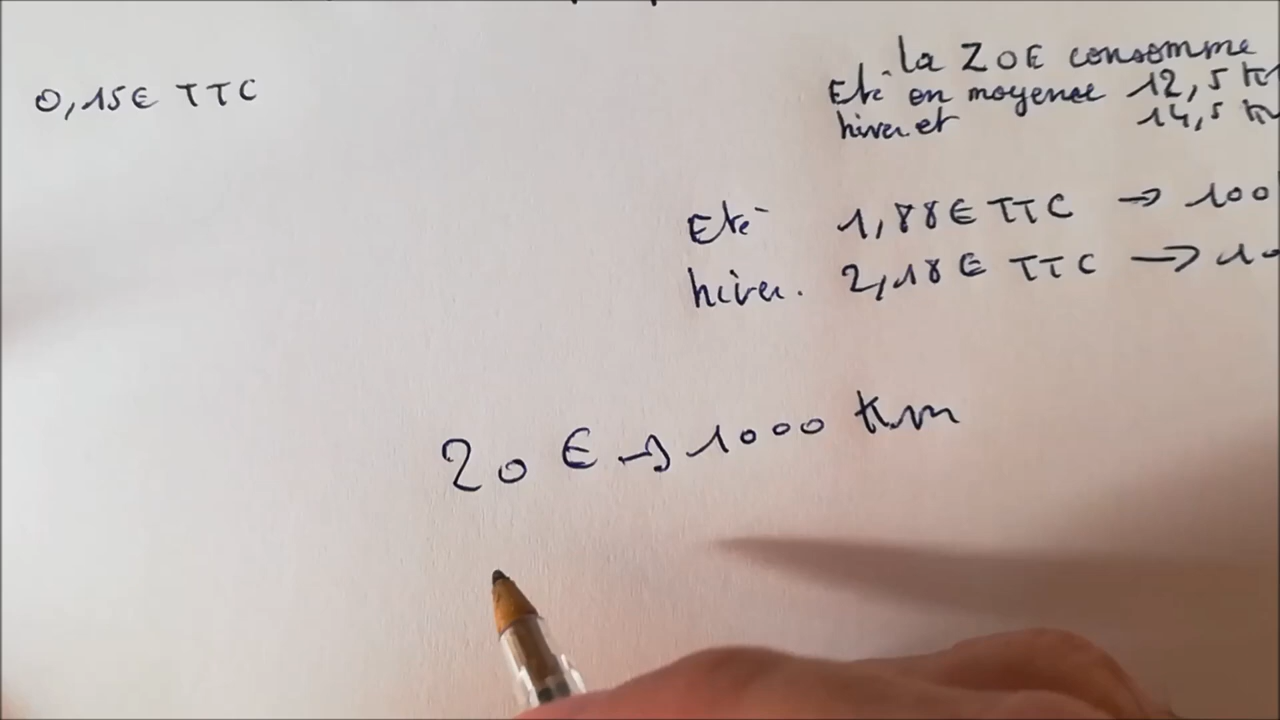 0,15€ TTC
la ZOE consomme
Eté en moyenne 12,5
hiver et 14,5
Eté 1,88€ TTC → 100
hiver. 2,18€ TTC →
20 € → 1000 Km